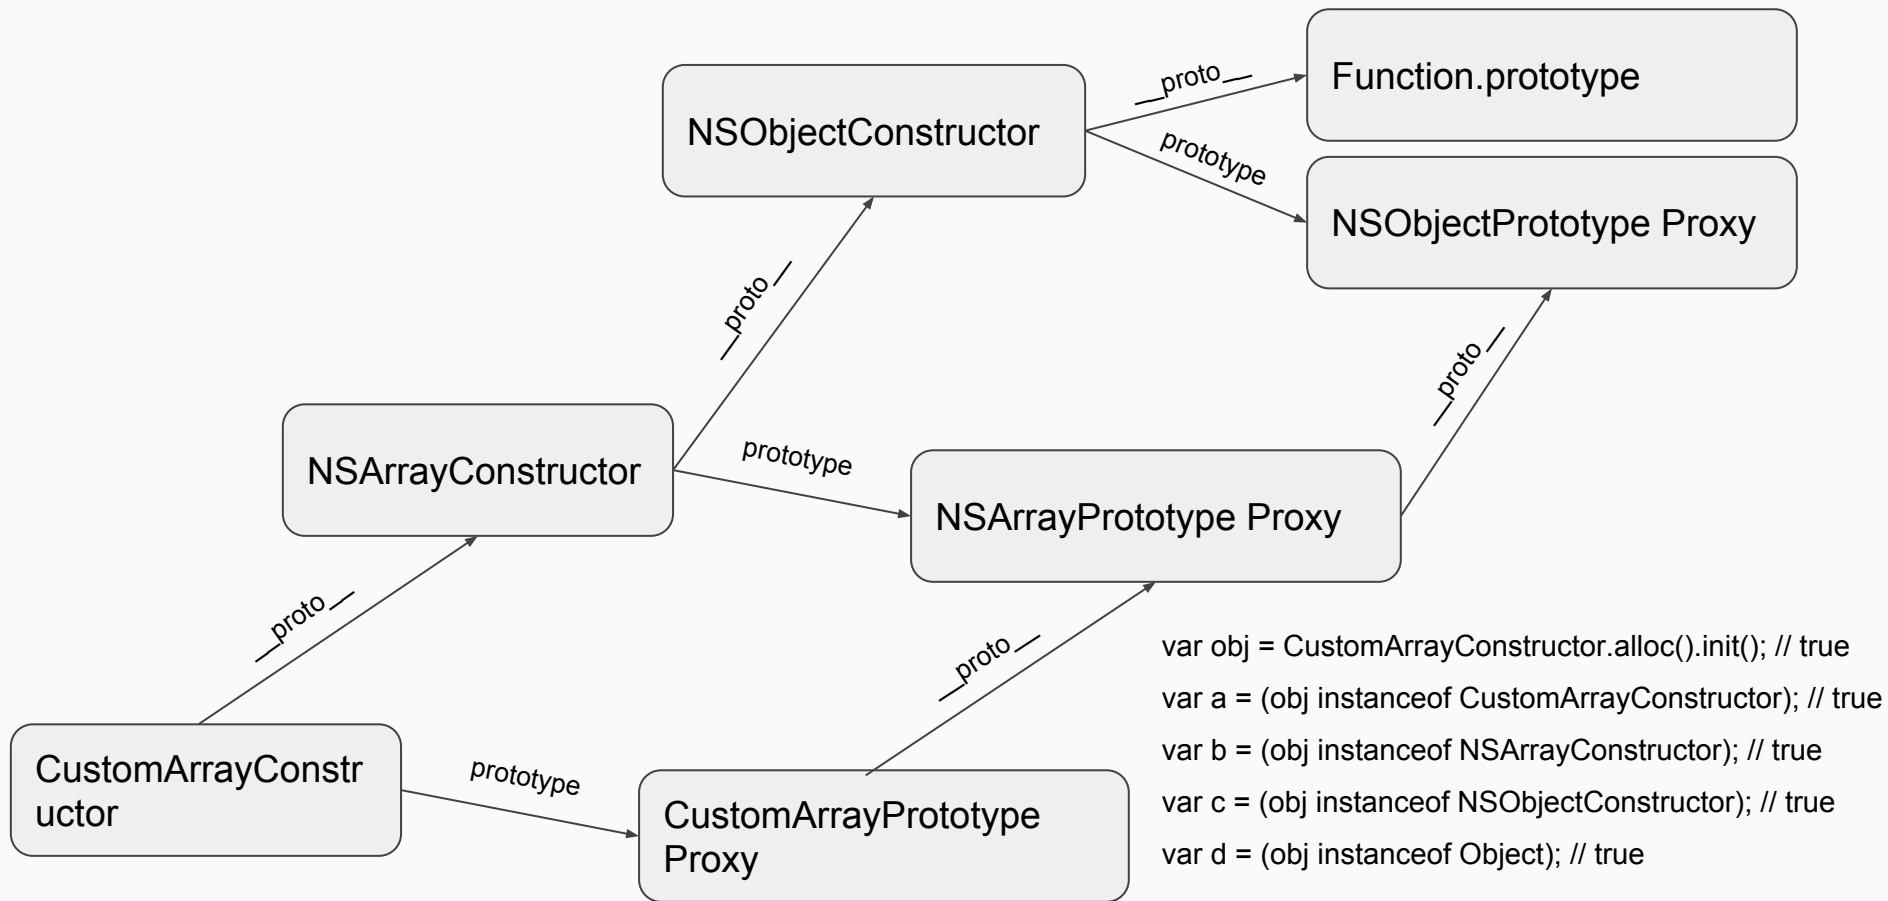 __proto__
Function.prototype
NSObjectConstructor
prototype
NSObjectPrototype Proxy
__proto__
__proto__
NSArrayConstructor
prototype
NSArrayPrototype Proxy
__proto__
__proto__
var obj = CustomArrayConstructor.alloc().init(); // true
var a = (obj instanceof CustomArrayConstructor); // true
var b = (obj instanceof NSArrayConstructor); // true
var c = (obj instanceof NSObjectConstructor); // true
var d = (obj instanceof Object); // true
CustomArrayConstr
uctor
prototype
CustomArrayPrototype
Proxy